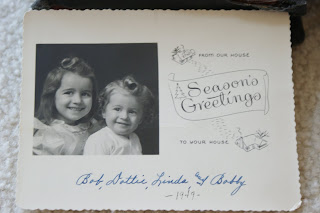 FROM OUR HOUSE
A
Season's
Greetings
TO YOUR HOUSE
Bob, Dottie, Linda & Bobby
-1949-